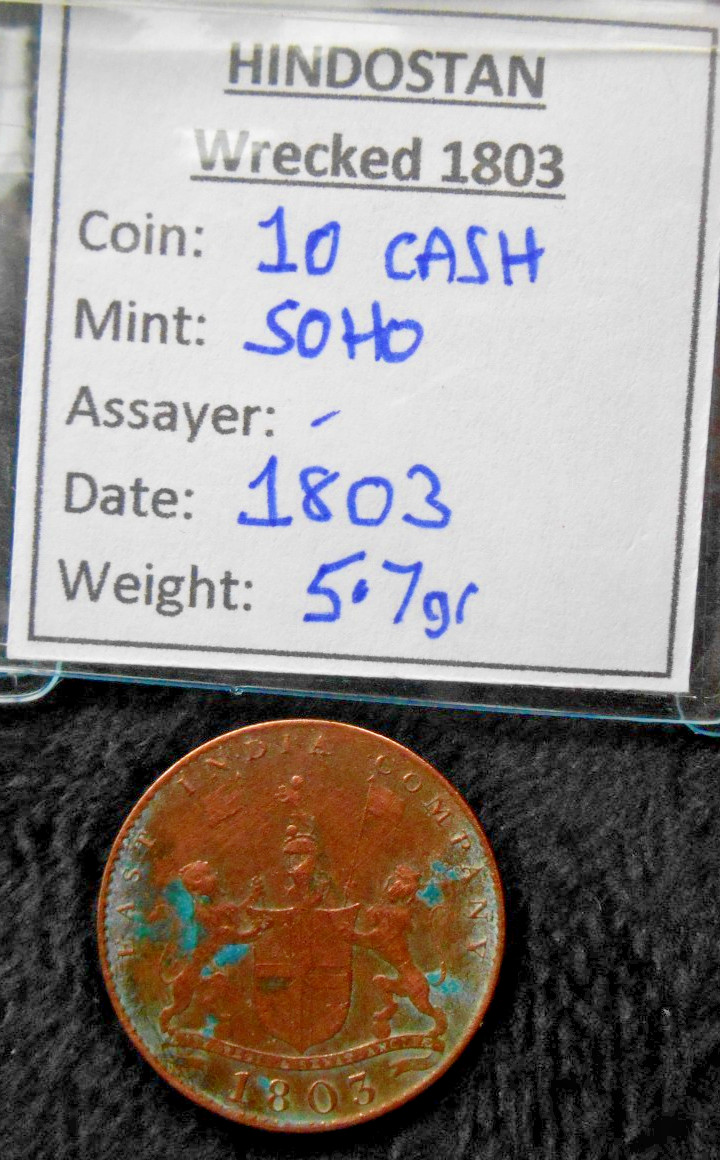 HINDOSTAN
Wrecked 1803
Coin: 10 CASH
Mint: SOHO
Assayer: -
Date: 1803
Weight: 5.7gr
EAST INDIA COMPANY
1803